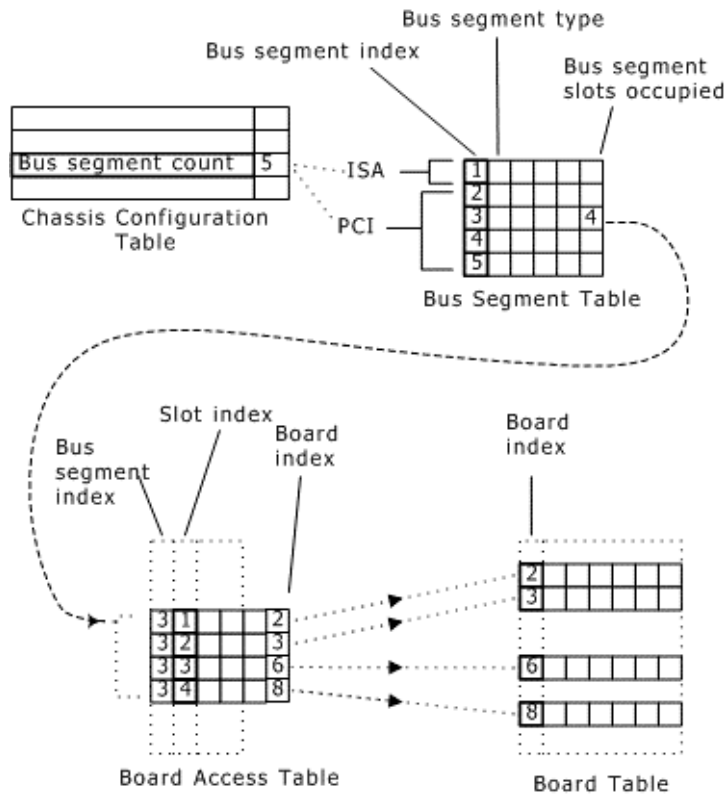 Bus segment type
Bus segment index
Bus segment
slots occupied
Bus segment count 5
ISA
PCI
1
2
3 4
4
5
Chassis Configuration
Table
Bus Segment Table
Slot index
Bus
segment
index
Board
index
Board
index
3 1 2
3 2 3
3 3 6
3 4 8
2
3
6
8
Board Access Table
Board Table